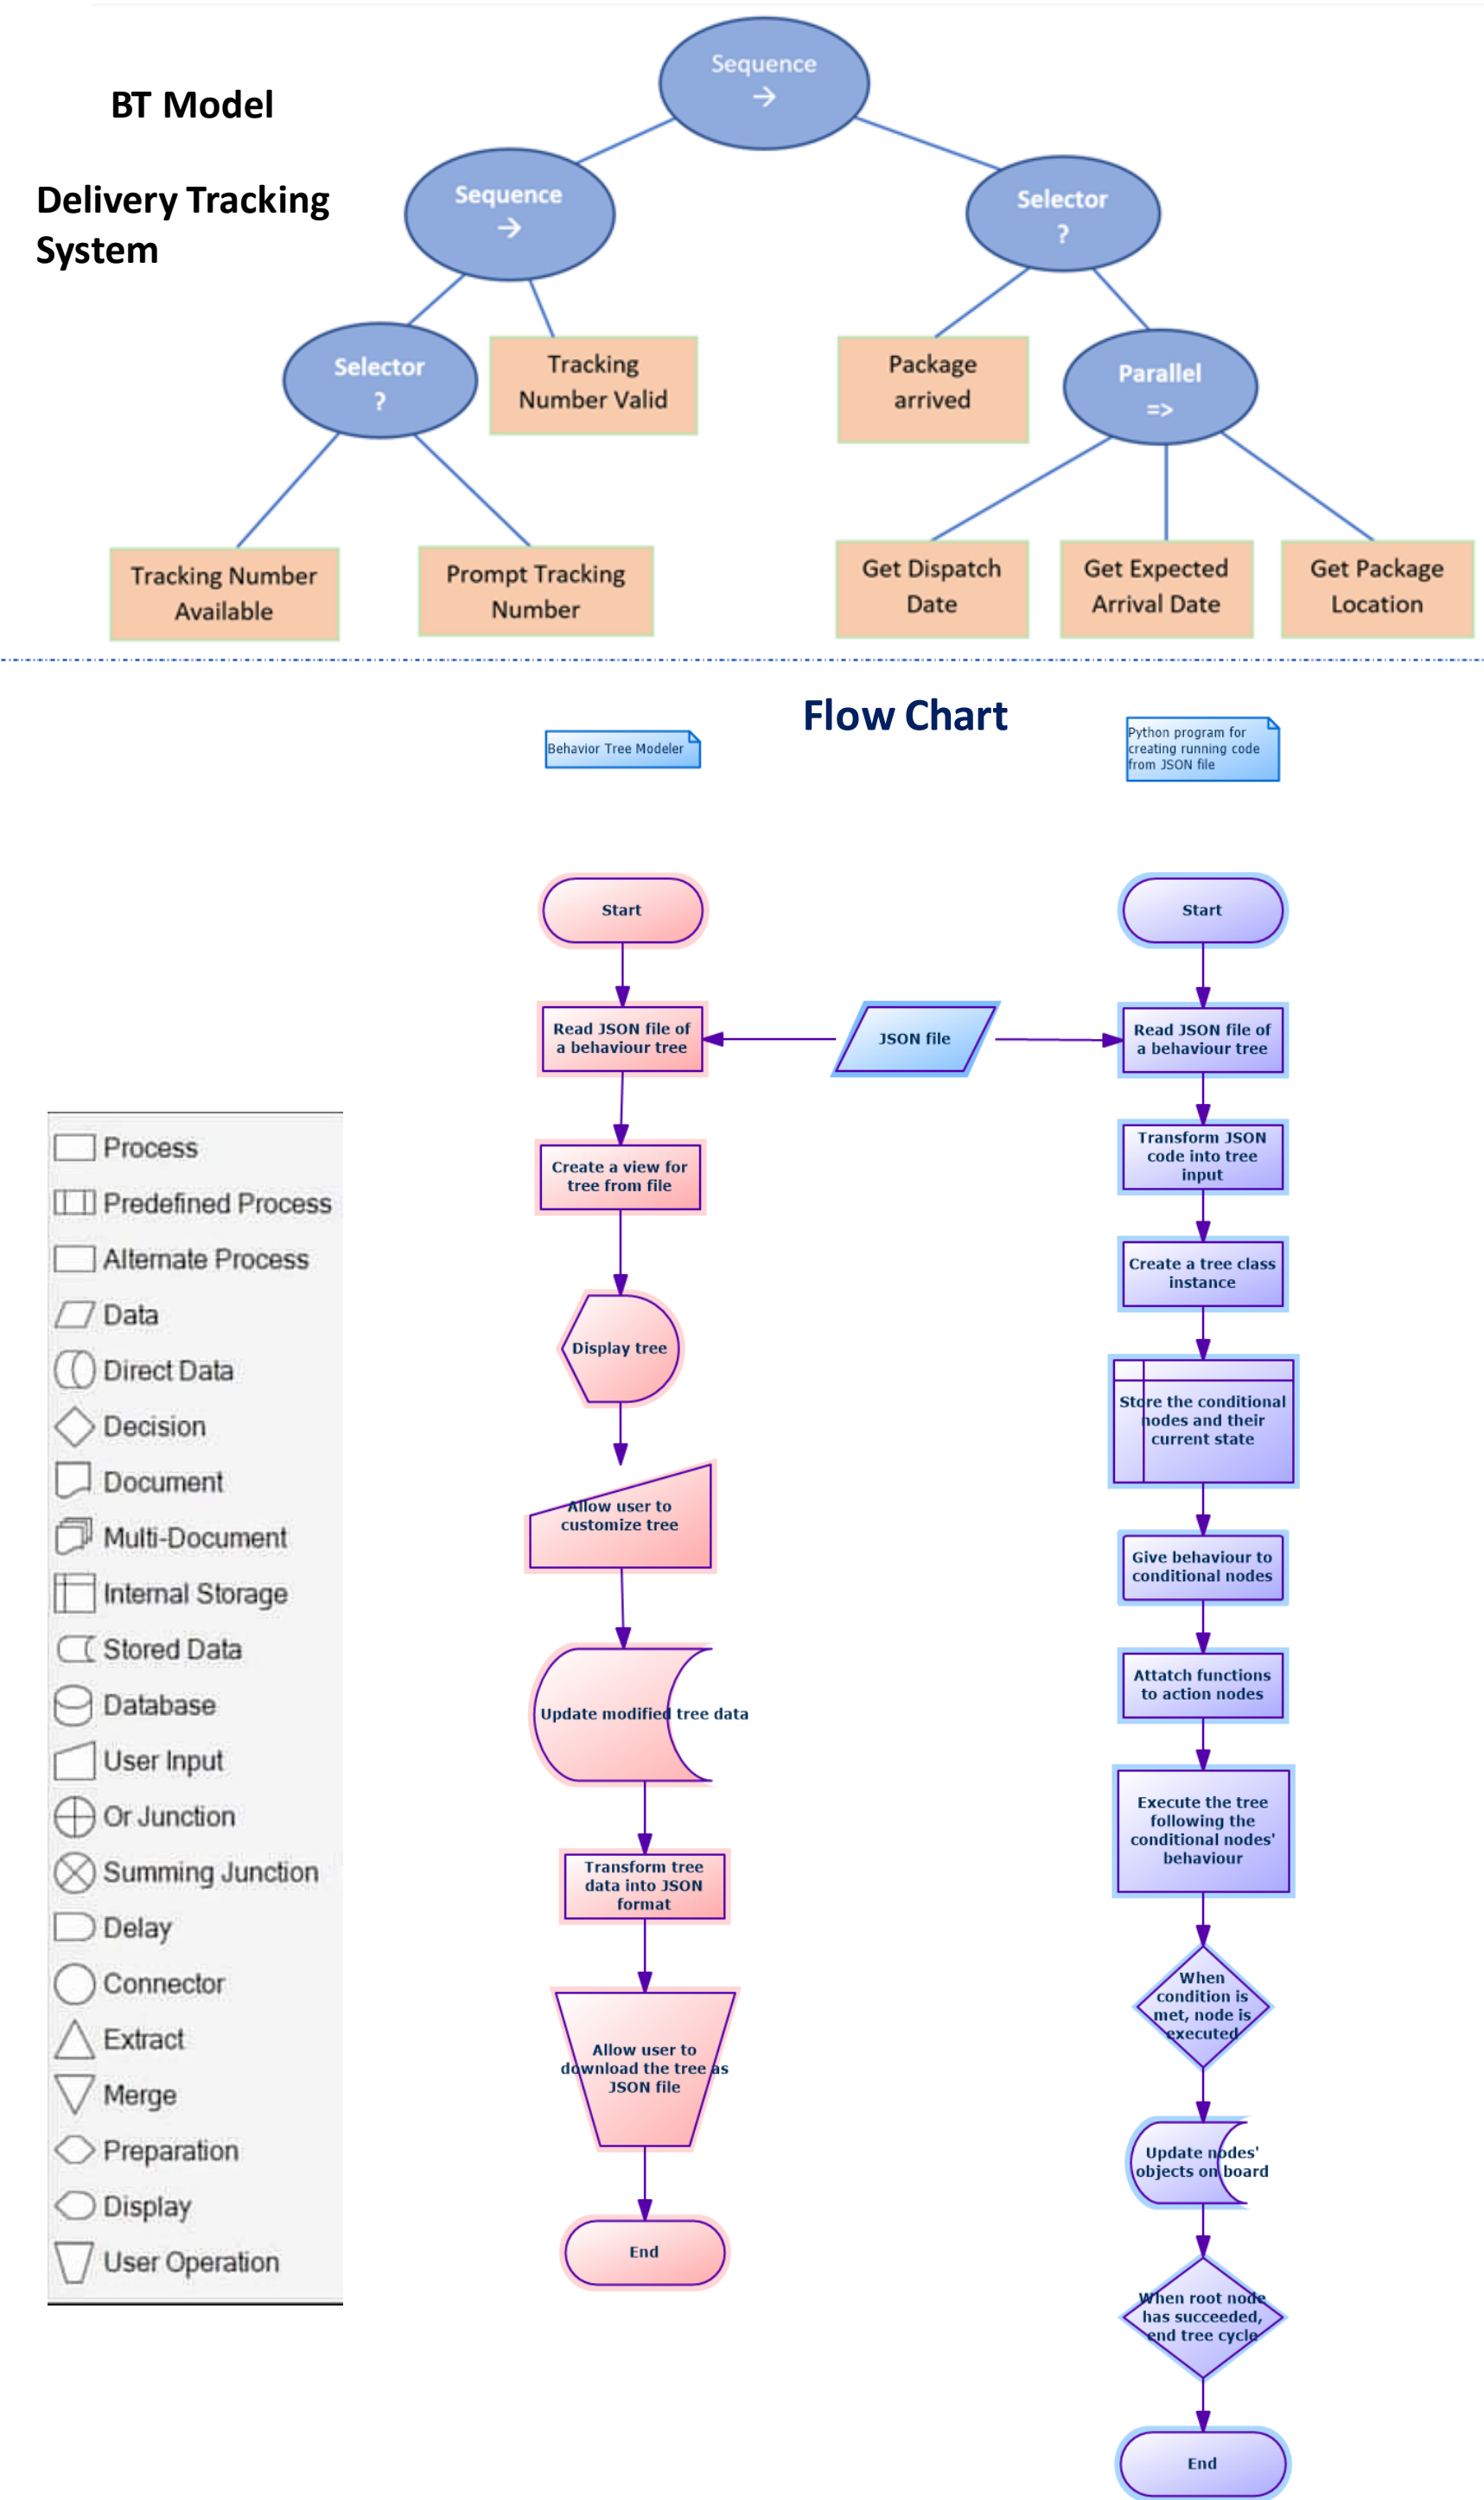 BT Model
Delivery Tracking
System
Sequence
→
Sequence
→
Selector
?
Selector
?
Tracking
Number Valid
Package
arrived
Parallel
=>
Tracking Number
Available
Prompt Tracking
Number
Get Dispatch
Date
Get Expected
Arrival Date
Get Package
Location
Flow Chart
Behavior Tree Modeler
Python program for
creating running code
from JSON file
Process
Predefined Process
Alternate Process
Data
Direct Data
Decision
Document
Multi-Document
Internal Storage
Stored Data
Database
User Input
Or Junction
Summing Junction
Delay
Connector
Extract
Merge
Preparation
Display
User Operation
Start
Read JSON file of
a behaviour tree
JSON file
Create a view for
tree from file
Display tree
Allow user to
customize tree
Update modified tree data
Transform tree
data into JSON
format
Allow user to
download the tree as
JSON file
End
Start
Read JSON file of
a behaviour tree
Transform JSON
code into tree
input
Create a tree class
instance
Store the conditional
nodes and their
current state
Give behaviour to
conditional nodes
Attatch functions
to action nodes
Execute the tree
following the
conditional nodes'
behaviour
When
condition is
met, node is
executed
Update nodes'
objects on board
When root node
has succeeded,
end tree cycle
End